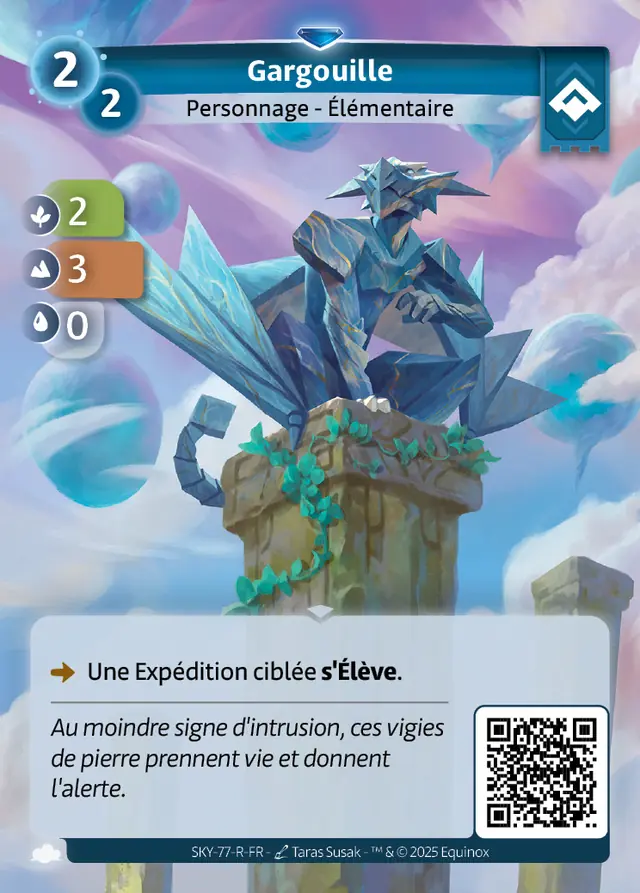 2
Gargouille
2
Personnage - Élémentaire
2
3
0
Une Expédition ciblée s'Élève.
Au moindre signe d'intrusion, ces vigies
de pierre prennent vie et donnent
l'alerte.
SKY-77-R-FR - Taras Susak - ™ & © 2025 Equinox